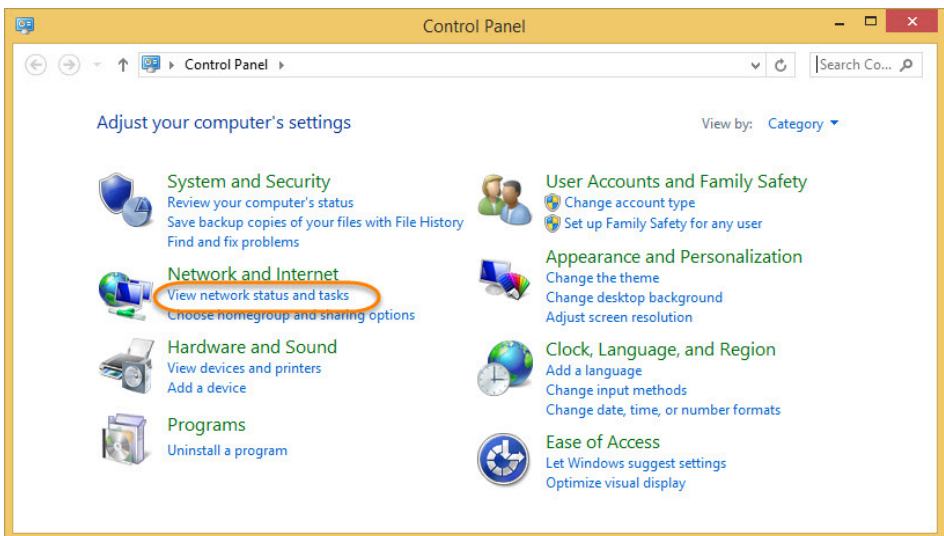 Control Panel
Control Panel
Search Co...
Adjust your computer's settings
View by: Category
System and Security
Review your computer's status
Save backup copies of your files with File History
Find and fix problems
Network and Internet
View network status and tasks
Choose homegroup and sharing options
Hardware and Sound
View devices and printers
Add a device
Programs
Uninstall a program
User Accounts and Family Safety
Change account type
Set up Family Safety for any user
Appearance and Personalization
Change the theme
Change desktop background
Adjust screen resolution
Clock, Language, and Region
Add a language
Change input methods
Change date, time, or number formats
Ease of Access
Let Windows suggest settings
Optimize visual display